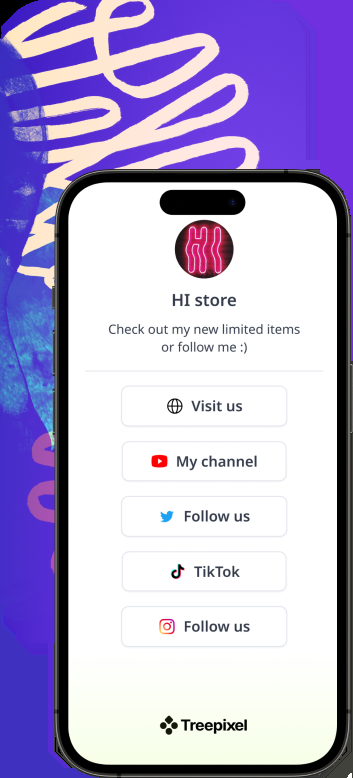 HI
HI store
Check out my new limited items
or follow me :)
Visit us
My channel
Follow us
TikTok
Follow us
Treepixel